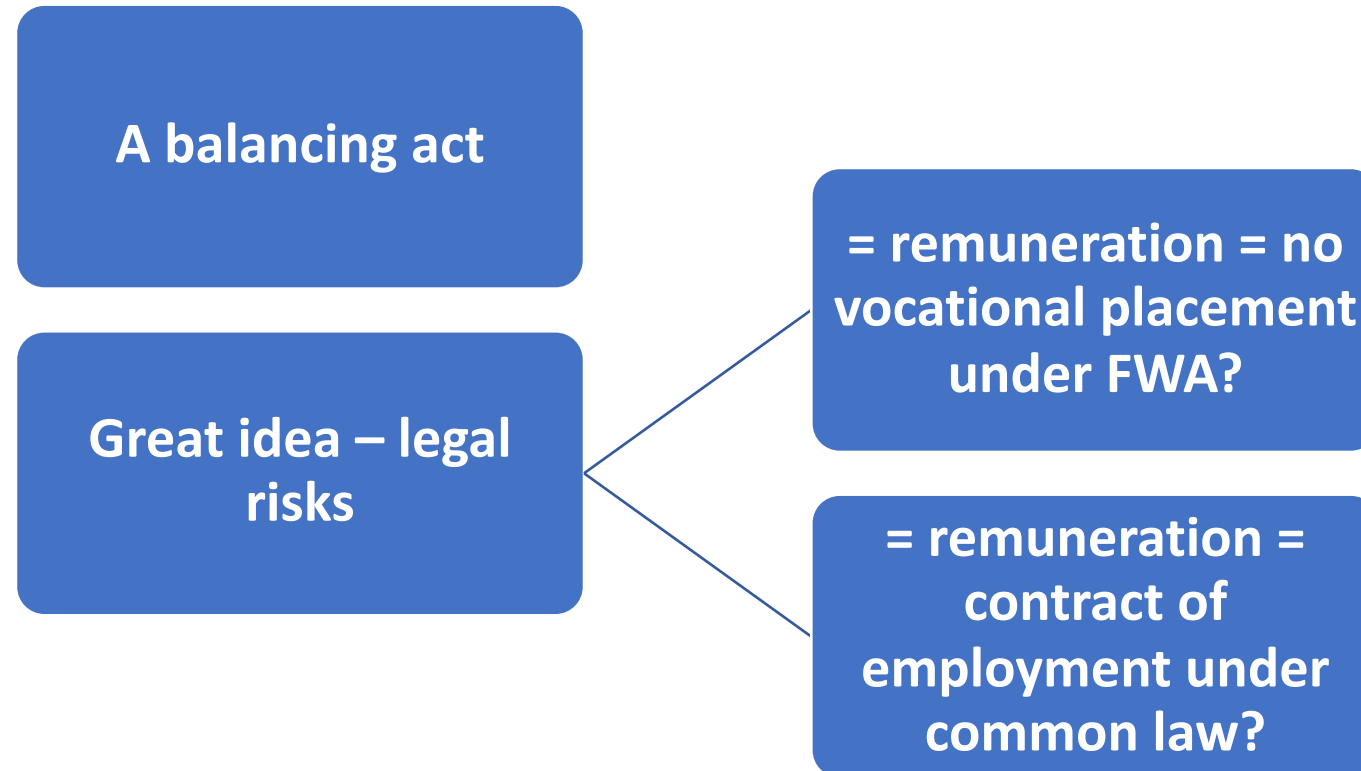 A balancing act
Great idea – legal
risks
= remuneration = no
vocational placement
under FWA?
= remuneration =
contract of
employment under
common law?